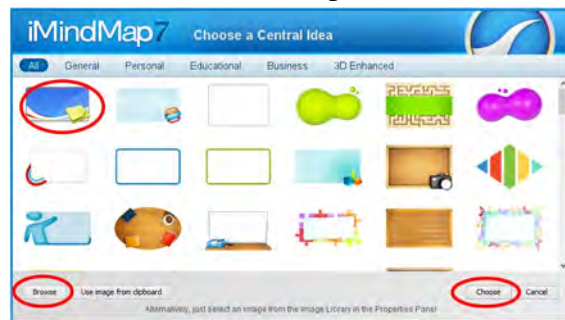 iMindMap7 Choose a Central Idea
All General Personal Educational Business 3D Enhanced
Browse Use image from clipboard Choose Cancel
Alternatively, just select an image from the Image Library in the Properties Panel